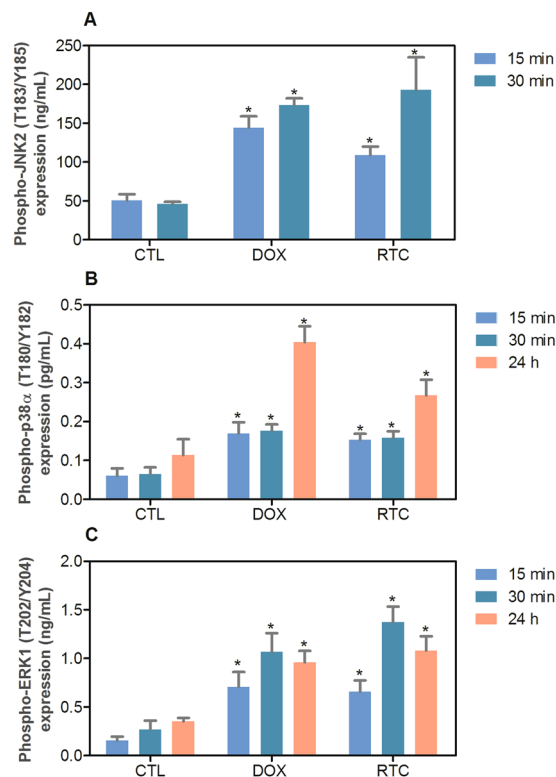 A
Phospho-JNK2 (T183/Y185)
expression (ng/mL)
250
200
150
100
50
0
*
*
*
*
CTL
DOX
RTC
15 min
30 min
B
Phospho-p38α (T180/Y182)
expression (pg/mL)
0.5
0.4
0.3
0.2
0.1
0.0
*
*
*
*
*
*
CTL
DOX
RTC
15 min
30 min
24 h
C
Phospho-ERK1 (T202/Y204)
expression (ng/mL)
2.0
1.5
1.0
0.5
0.0
*
*
*
*
*
*
CTL
DOX
RTC
15 min
30 min
24 h